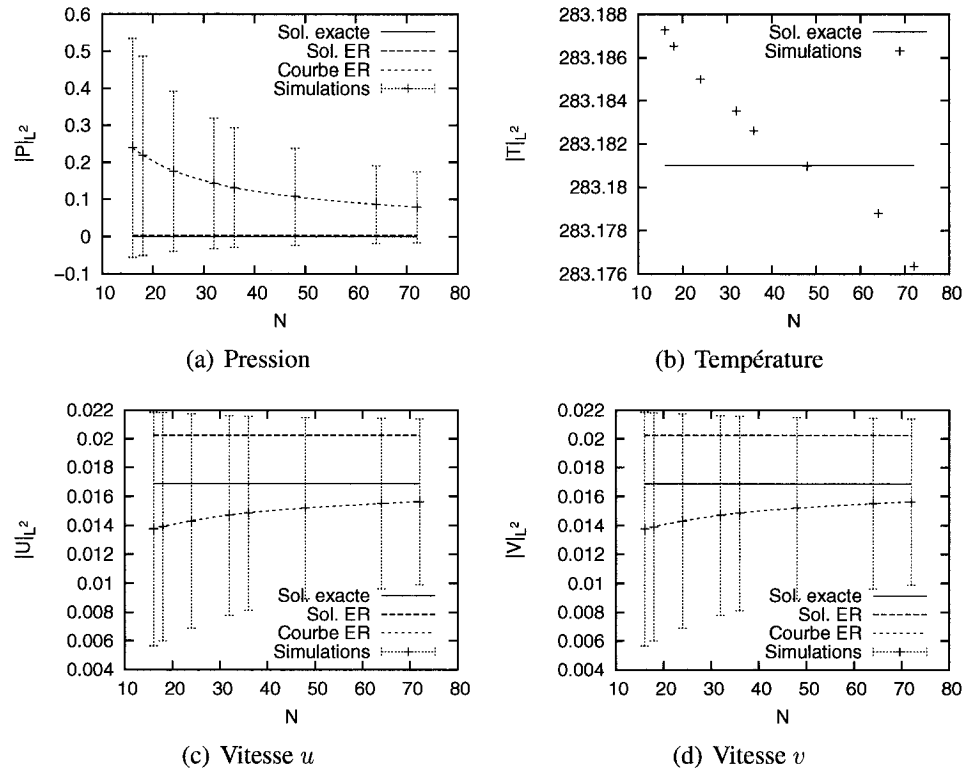 0.6
0.5
0.4
0.3
0.2
0.1
0
−0.1
|P|L²
Sol. exacte
Sol. ER
Courbe ER
Simulations
10 20 30 40 50 60 70 80
N
(a) Pression
283.188
283.186
283.184
283.182
283.18
283.178
283.176
|T|L²
Sol. exacte
Simulations
10 20 30 40 50 60 70 80
N
(b) Température
0.022
0.02
0.018
0.016
0.014
0.012
0.01
0.008
0.006
0.004
|U|L²
Sol. exacte
Sol. ER
Courbe ER
Simulations
10 20 30 40 50 60 70 80
N
(c) Vitesse u
0.022
0.02
0.018
0.016
0.014
0.012
0.01
0.008
0.006
0.004
|V|L²
Sol. exacte
Sol. ER
Courbe ER
Simulations
10 20 30 40 50 60 70 80
N
(d) Vitesse v